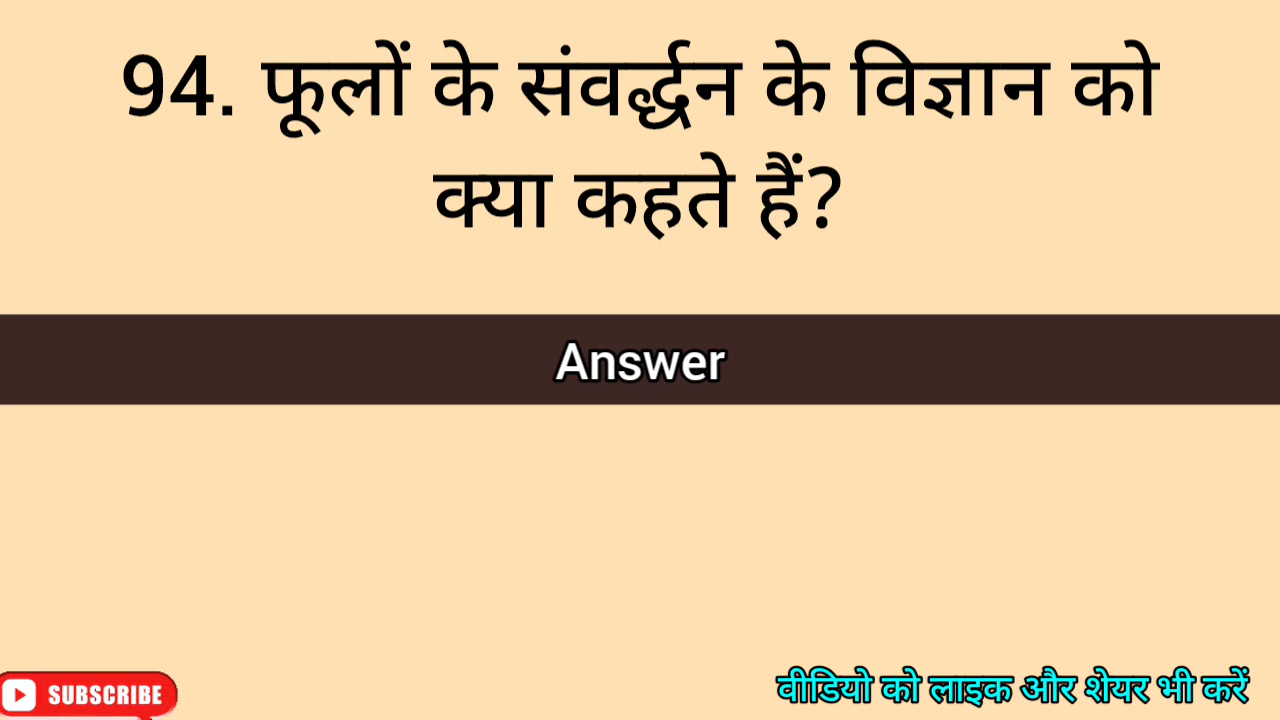 94. फूलों के संवर्द्धन के विज्ञान को
क्या कहते हैं?
Answer
SUBSCRIBE
वीडियो को लाइक और शेयर भी करें